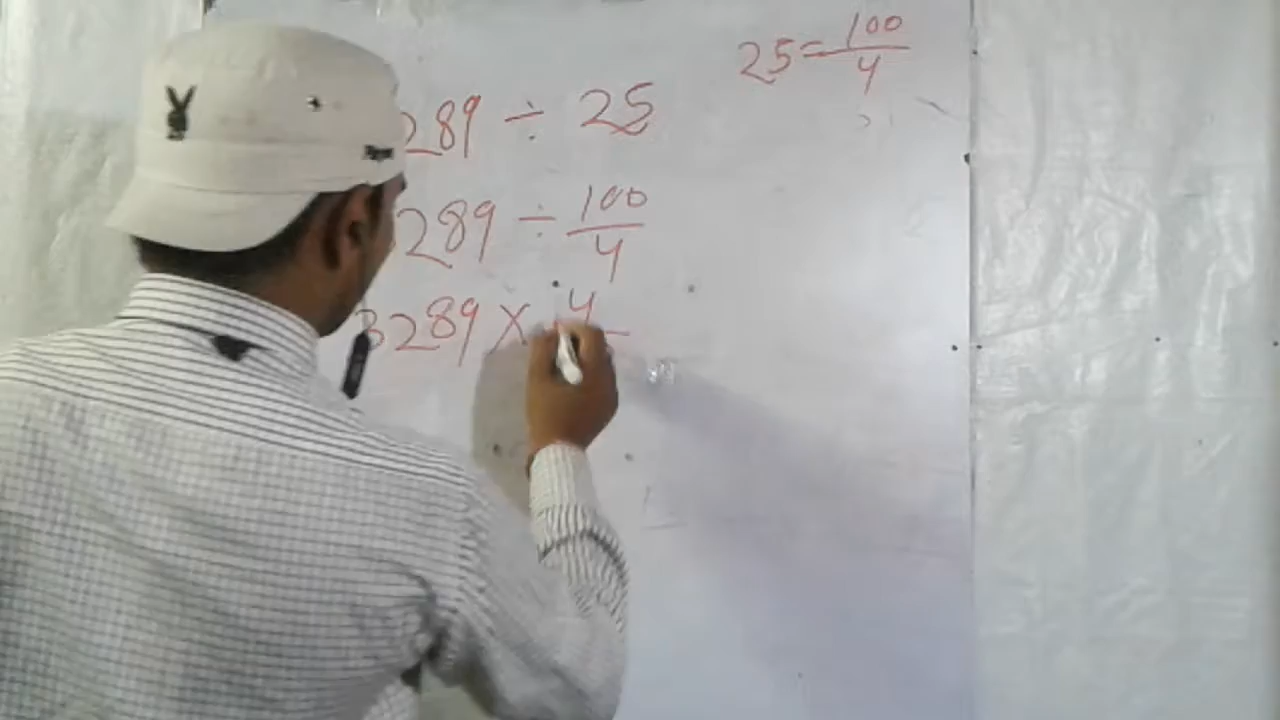 25 = 100/4
289 ÷ 25
289 ÷ 100/4
3289 × 4